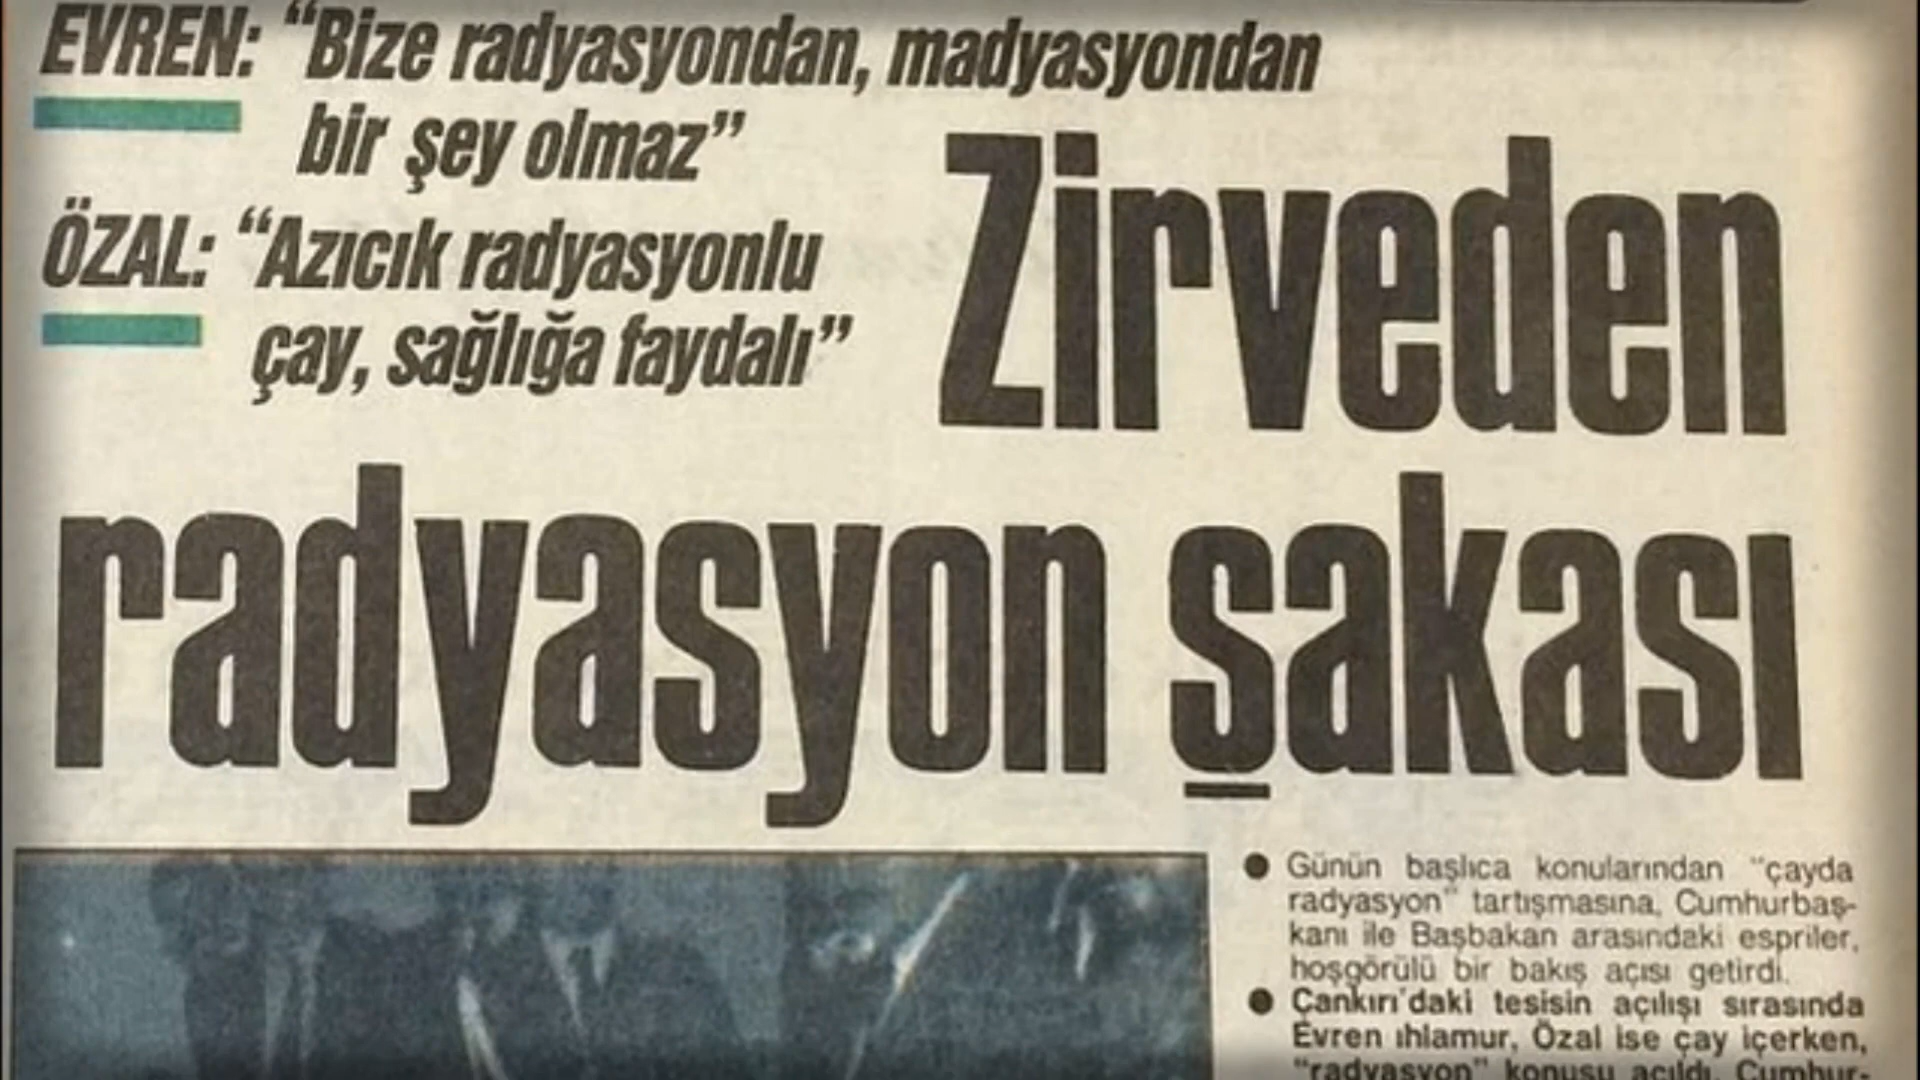 EVREN: “Bize radyasyondan, madyasyondan
bir şey olmaz”
ÖZAL: “Azıcık radyasyonlu
çay, sağlığa faydalı”
Zirveden
radyasyon şakası
● Günün başlıca konularından “çayda
radyasyon” tartışmasına, Cumhurbaş-
kanı ile Başbakan arasındaki espriler,
hoşgörülü bir bakış açısı getirdi.
● Çankırı'daki tesisin açılışı sırasında
Evren ıhlamur, Özal ise çay içerken,
“radyasyon” konusu açıldı. Cumhur-